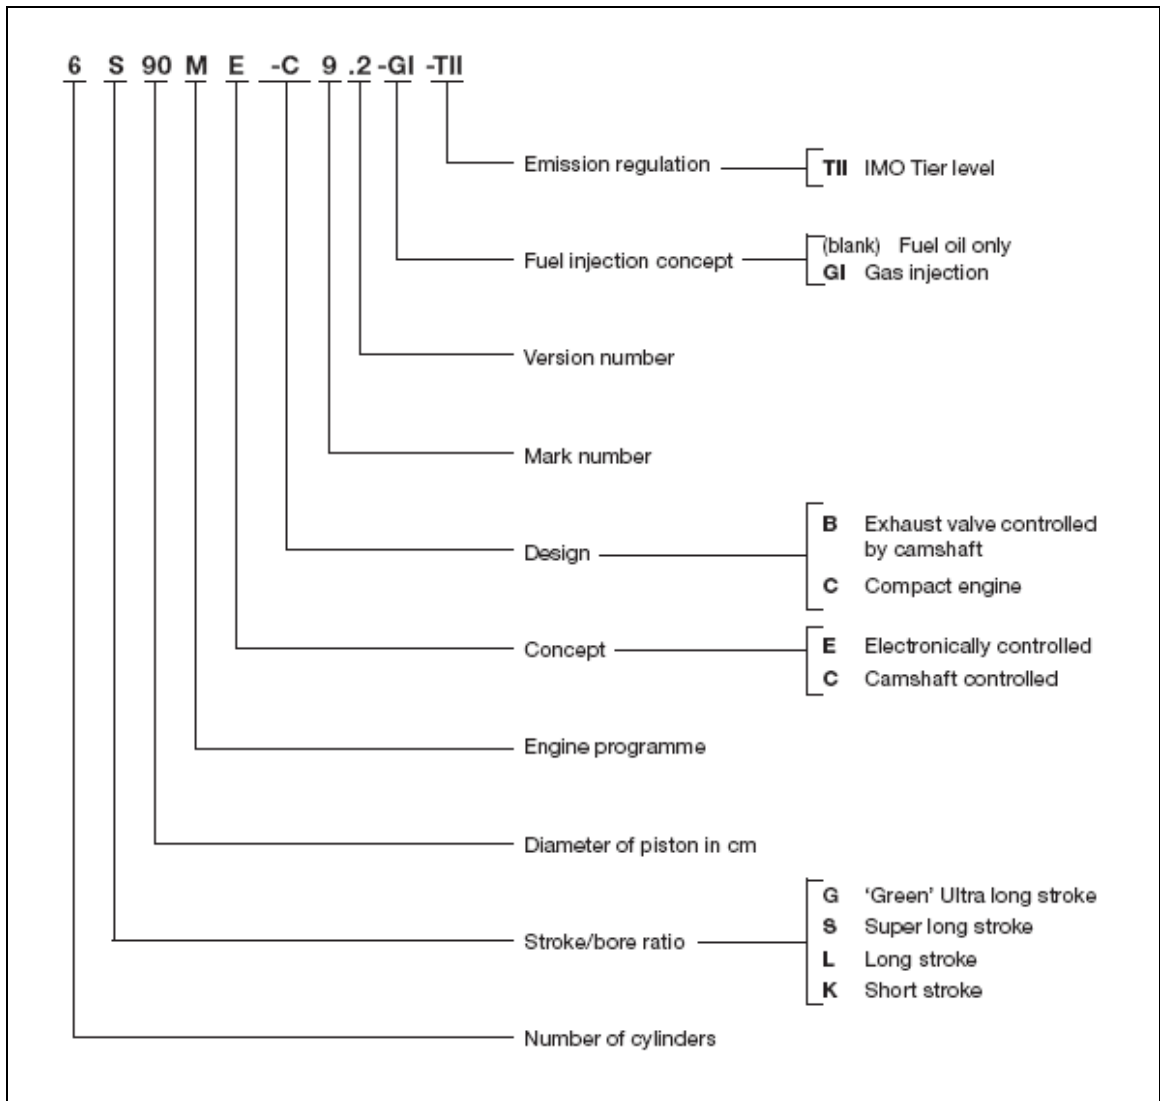 6 S 90 M E -C 9 .2 -GI -TII
Emission regulation TII IMO Tier level
(blank) Fuel oil only
Fuel injection concept
GI Gas injection
Version number
Mark number
B Exhaust valve controlled
by camshaft
Design
C Compact engine
Concept E Electronically controlled
C Camshaft controlled
Engine programme
Diameter of piston in cm
G 'Green' Ultra long stroke
S Super long stroke
Stroke/bore ratio
L Long stroke
K Short stroke
Number of cylinders